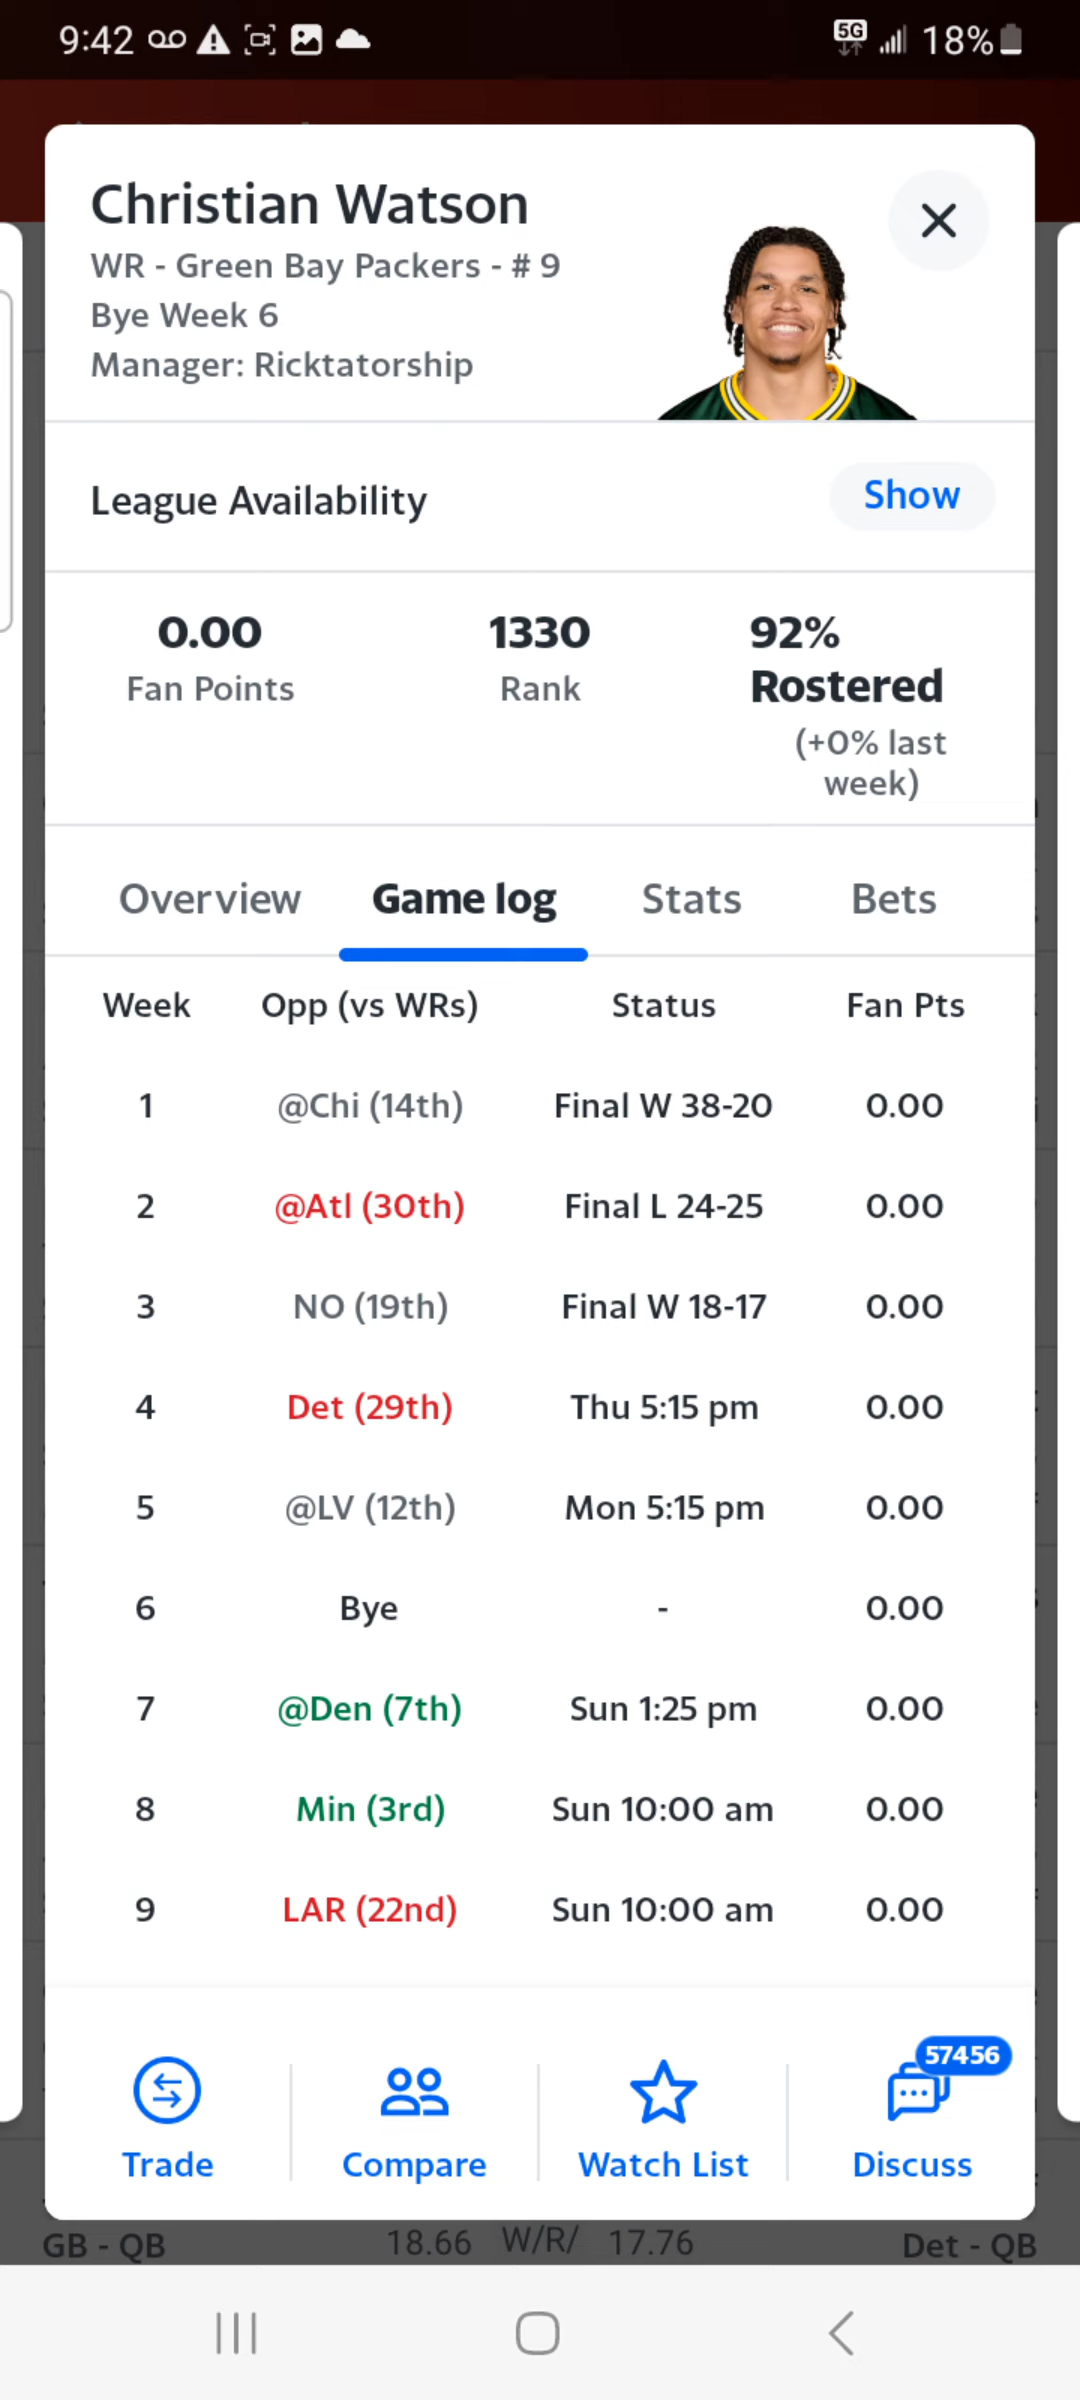 9:42 5G 18%
Christian Watson
WR - Green Bay Packers - # 9
Bye Week 6
Manager: Ricktatorship
League Availability Show
0.00 1330 92%
Fan Points Rank Rostered
(+0% last
week)
Overview Game log Stats Bets
Week Opp (vs WRs) Status Fan Pts
1 @Chi (14th) Final W 38-20 0.00
2 @Atl (30th) Final L 24-25 0.00
3 NO (19th) Final W 18-17 0.00
4 Det (29th) Thu 5:15 pm 0.00
5 @LV (12th) Mon 5:15 pm 0.00
6 Bye - 0.00
7 @Den (7th) Sun 1:25 pm 0.00
8 Min (3rd) Sun 10:00 am 0.00
9 LAR (22nd) Sun 10:00 am 0.00
57456
Trade Compare Watch List Discuss
GB - QB 18.66 W/R/ 17.76 Det - QB